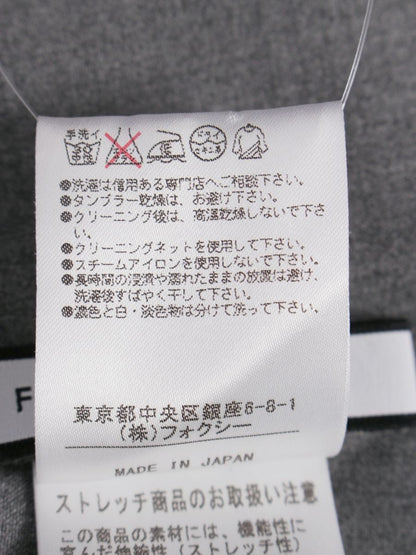 手洗イ
ドライ
セキユ系
●洗濯は信用ある専門店へご相談下さい。
●タンブラー乾燥は、お避け下さい。
●クリーニング後は、高温乾燥しないで下さ
い。
●クリーニングネットを使用して下さい。
●スチームアイロンを使用しないで下さい。
●長時間の浸漬や濡れたままの放置は避け、
洗濯後すばやく干して下さい。
●濃色と白・淡色物は分けて洗って下さい。
F
東京都中央区銀座6-8-1
(株)フォクシー
MADE IN JAPAN
ストレッチ商品のお取扱い注意
この商品の素材には、機能性に
富んだ伸縮性(ストレッチ性)